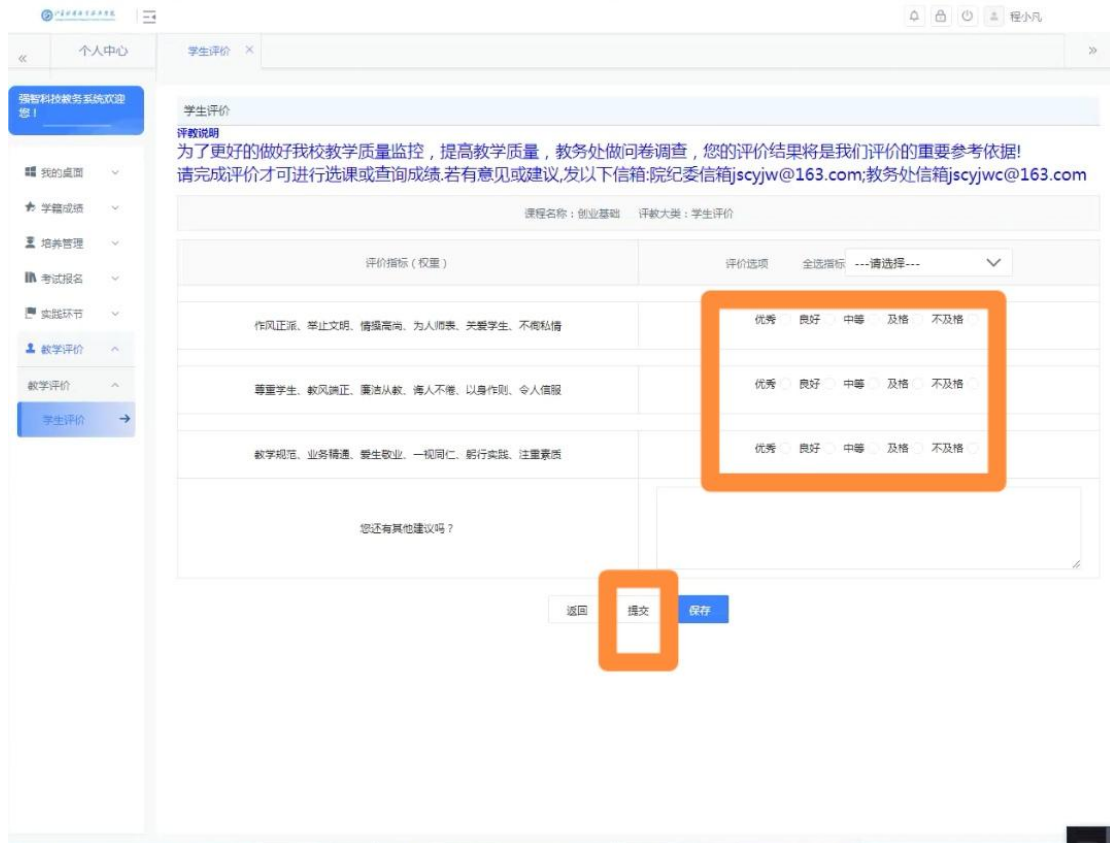 程小凡
个人中心
学生评价
强智科技教务系统欢迎
您！
我的桌面
学籍成绩
培养管理
考试报名
实践环节
教学评价
教学评价
学生评价
学生评价
评教说明
为了更好的做好我校教学质量监控，提高教学质量，教务处做问卷调查，您的评价结果将是我们评价的重要参考依据!
请完成评价才可进行选课或查询成绩.若有意见或建议,发以下信箱:院纪委信箱jscyjw@163.com;教务处信箱jscyjwc@163.com
课程名称：创业基础 评教大类：学生评价
评价指标（权重） 评价选项 全选指标 ---请选择---
作风正派、举止文明、情操高尚、为人师表、关爱学生、不徇私情 优秀 良好 中等 及格 不及格
尊重学生、教风端正、廉洁从教、诲人不倦、以身作则、令人信服 优秀 良好 中等 及格 不及格
教学规范、业务精通、爱生敬业、一视同仁、躬行实践、注重素质 优秀 良好 中等 及格 不及格
您还有其他建议吗？
返回 提交 保存